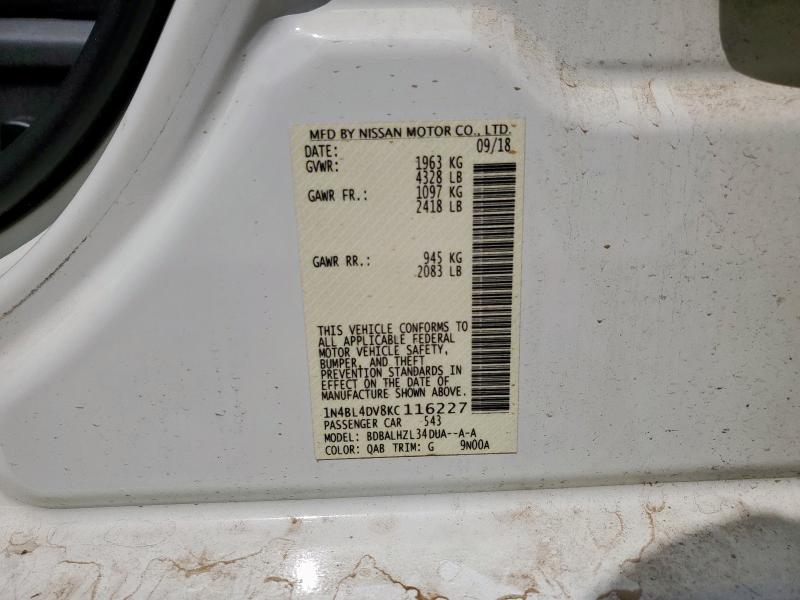 MFD BY NISSAN MOTOR CO., LTD.
DATE: 09/18
GVWR: 1963 KG
4328 LB
GAWR FR.: 1097 KG
2418 LB
GAWR RR.: 945 KG
2083 LB
THIS VEHICLE CONFORMS TO
ALL APPLICABLE FEDERAL
MOTOR VEHICLE SAFETY,
BUMPER, AND THEFT
PREVENTION STANDARDS IN
EFFECT ON THE DATE OF
MANUFACTURE SHOWN ABOVE.
1N4BL4DV8KC116227
PASSENGER CAR 543
MODEL: BDBALHZL34DUA--A-A
COLOR: QAB TRIM: G 9N00A